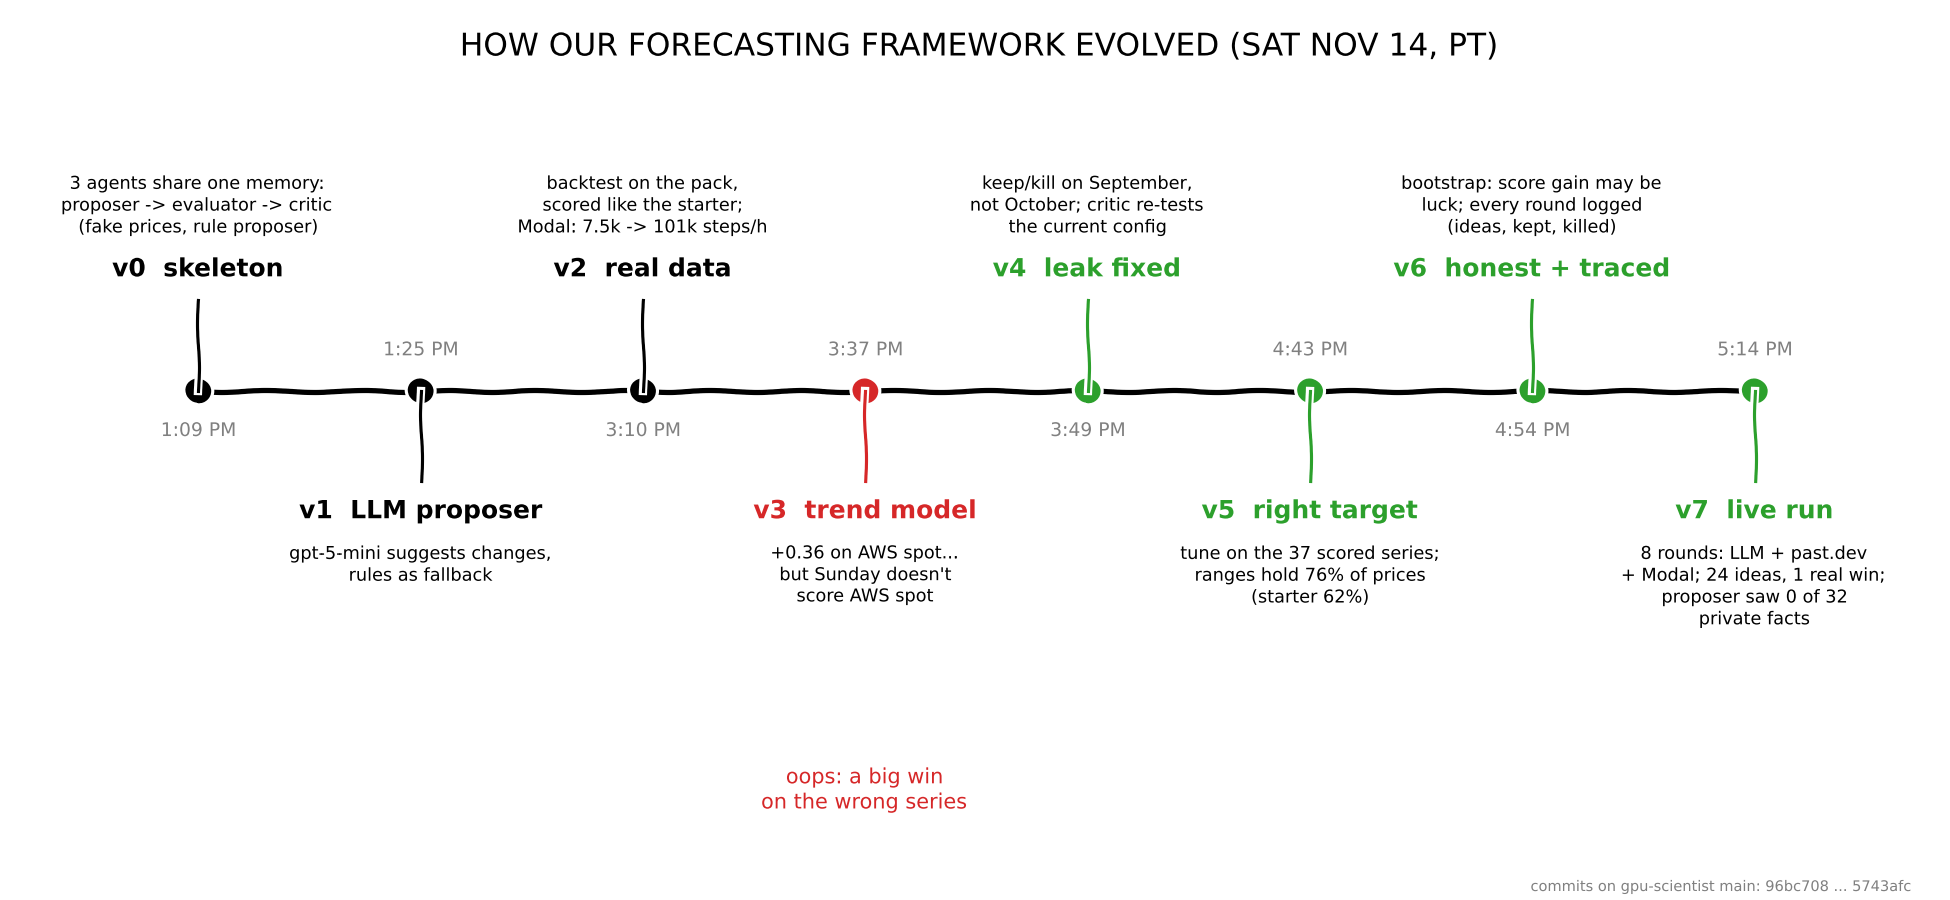 HOW OUR FORECASTING FRAMEWORK EVOLVED (SAT NOV 14, PT)
3 agents share one memory:
proposer -> evaluator -> critic
(fake prices, rule proposer)
v0 skeleton
1:09 PM
1:25 PM
v1 LLM proposer
gpt-5-mini suggests changes,
rules as fallback
backtest on the pack,
scored like the starter;
Modal: 7.5k -> 101k steps/h
v2 real data
3:10 PM
3:37 PM
v3 trend model
+0.36 on AWS spot...
but Sunday doesn't
score AWS spot
oops: a big win
on the wrong series
keep/kill on September,
not October; critic re-tests
the current config
v4 leak fixed
3:49 PM
4:43 PM
v5 right target
tune on the 37 scored series;
ranges hold 76% of prices
(starter 62%)
bootstrap: score gain may be
luck; every round logged
(ideas, kept, killed)
v6 honest + traced
4:54 PM
5:14 PM
v7 live run
8 rounds: LLM + past.dev
+ Modal; 24 ideas, 1 real win;
proposer saw 0 of 32
private facts
commits on gpu-scientist main: 96bc708 ... 5743afc